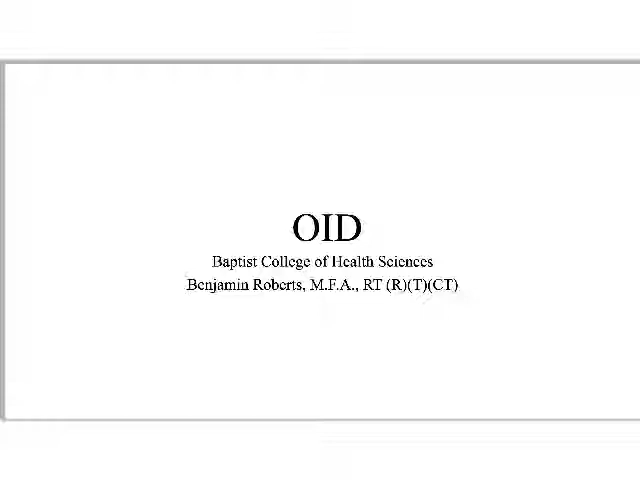 OID
Baptist College of Health Sciences
Benjamin Roberts, M.F.A., RT (R)(T)(CT)